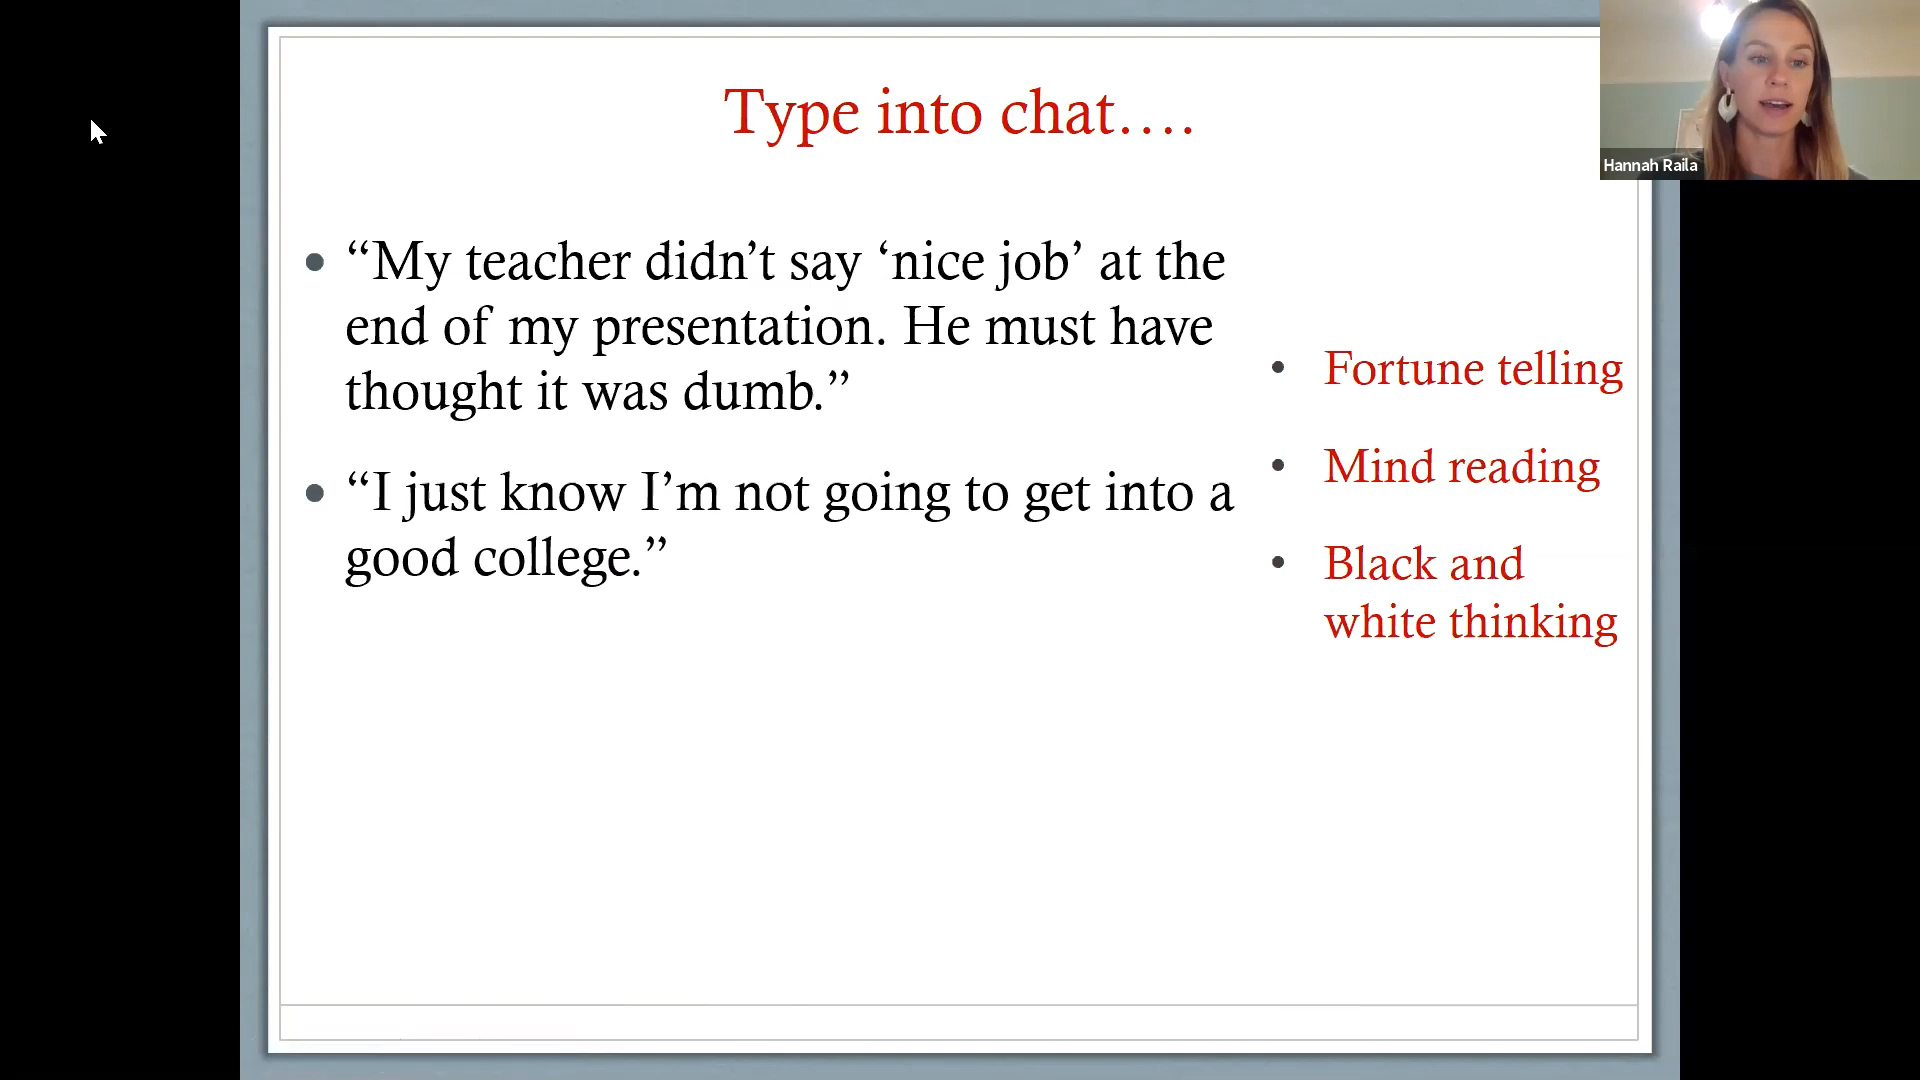 Type into chat....
Hannah Raila
• “My teacher didn’t say ‘nice job’ at the
end of my presentation. He must have
thought it was dumb.”
• “I just know I’m not going to get into a
good college.”
• Fortune telling
• Mind reading
• Black and
white thinking